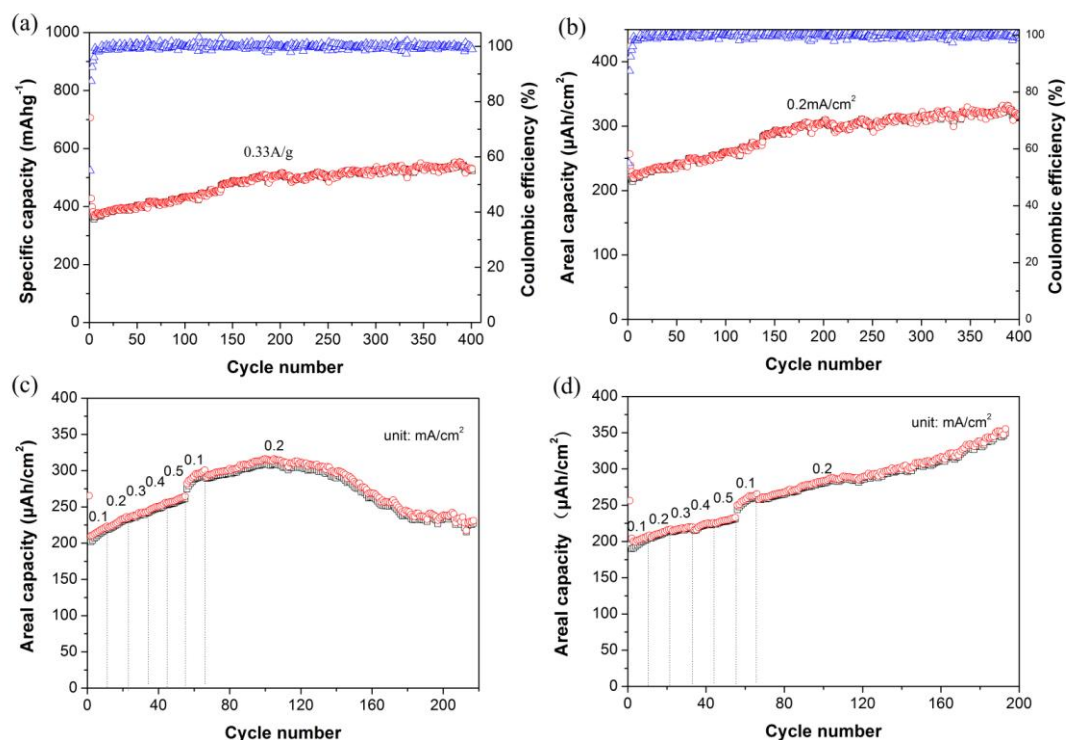 (a)
1000
900
800
700
600
500
400
200
0
Specific capacity (mAhg⁻¹)
0.33A/g
100
80
60
40
20
0
Coulombic efficiency (%)
0 50 100 150 200 250 300 350 400
Cycle number
(b)
400
300
200
100
0
Areal capacity (µAh/cm²)
0.2mA/cm²
100
80
60
40
20
0
Coulombic efficiency (%)
0 50 100 150 200 250 300 350 400
Cycle number
(c)
400
350
300
250
200
150
100
50
0
Areal capacity (µAh/cm²)
unit: mA/cm²
0.1 0.2 0.3 0.4 0.5 0.1 0.2
0 40 80 120 160 200
Cycle number
(d)
400
350
300
250
200
150
100
50
0
Areal capacity (µAh/cm²)
unit: mA/cm²
0.1 0.2 0.3 0.4 0.5 0.1 0.2
0 40 80 120 160 200
Cycle number